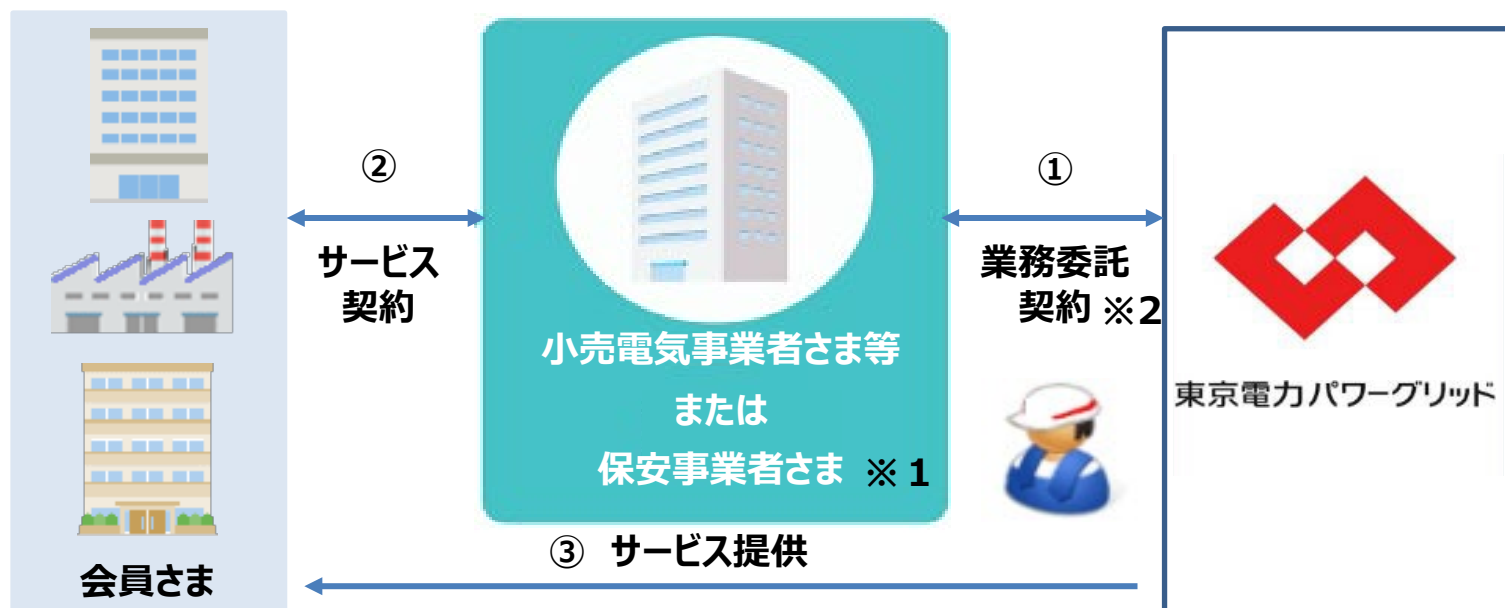 ②
サービス
契約
会員さま
小売電気事業者さま等
または
保安事業者さま ※1
①
業務委託
契約 ※2
東京電力パワーグリッド
③ サービス提供